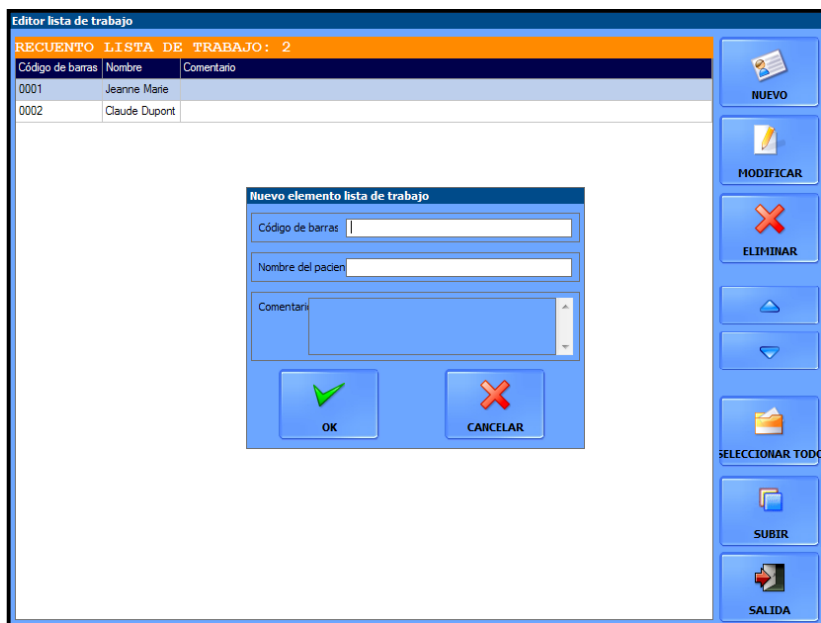 Editor lista de trabajo
RECUENTO LISTA DE TRABAJO: 2
Código de barras Nombre Comentario
0001 Jeanne Marie
0002 Claude Dupont
Nuevo elemento lista de trabajo
Código de barras
Nombre del pacien
Comentari
OK
CANCELAR
NUEVO
MODIFICAR
ELIMINAR
SELECCIONAR TODO
SUBIR
SALIDA